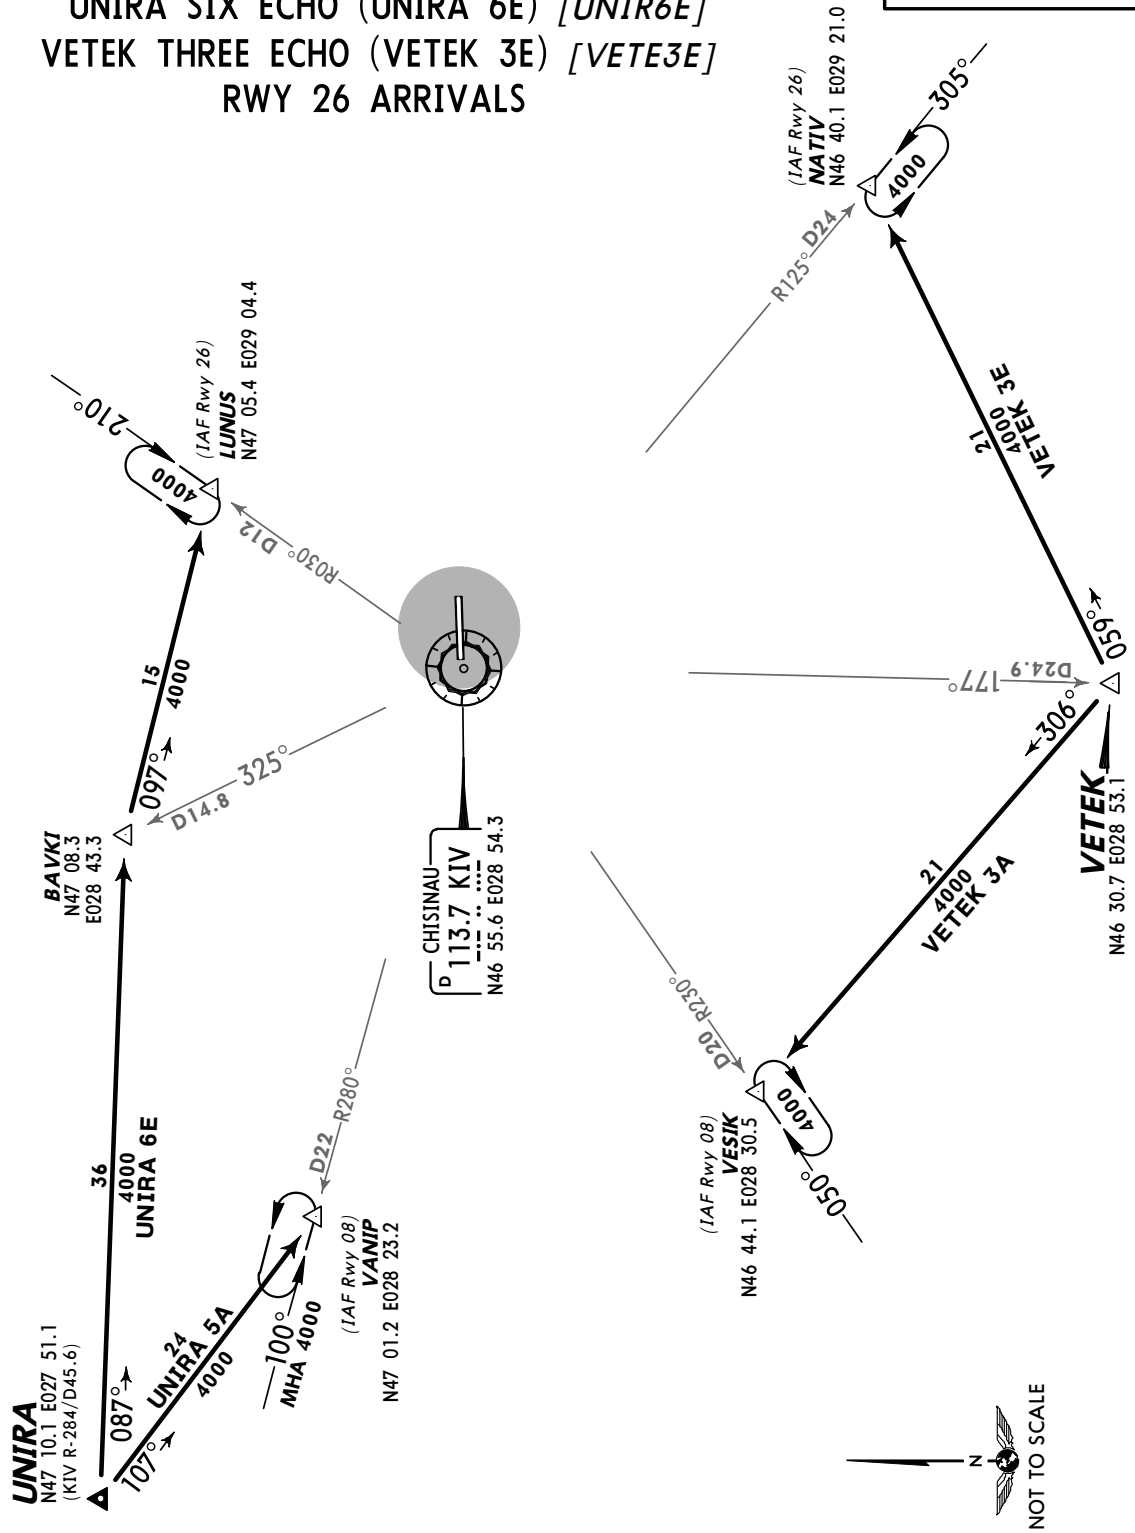 UNIRA SIX ECHO (UNIRA 6E) [UNIR6E]
VETEK THREE ECHO (VETEK 3E) [VETE3E]
RWY 26 ARRIVALS
(IAF Rwy 26)
NATIV
N46 40.1 E029 21.0
305°
4000
R125° D24
(IAF Rwy 26)
LUNUS
N47 05.4 E029 04.4
210°
4000
D12
R030°
15
4000
097°
325°
D14.8
BAVKI
N47 08.3
E028 43.3
CHISINAU
D
113.7 KIV
N46 55.6 E028 54.3
21
4000
VETEK 3E
059°
D24.9
177°
306°
VETEK
N46 30.7 E028 53.1
21
4000
VETEK 3A
D20 R230°
(IAF Rwy 08)
VESIK
N46 44.1 E028 30.5
4000
050°
36
4000
UNIRA 6E
D22 R280°
(IAF Rwy 08)
VANIP
N47 01.2 E028 23.2
100°
MHA 4000
24
UNIRA 5A
4000
UNIRA
N47 10.1 E027 51.1
(KIV R-284/D45.6)
087°
107°
N
NOT TO SCALE